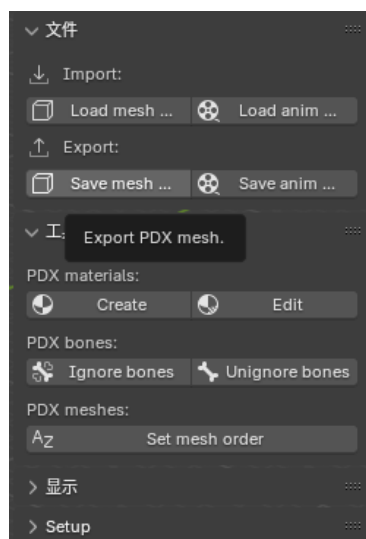 文件
Import:
Load mesh ... Load anim ...
Export:
Save mesh ... Save anim ...
Export PDX mesh.
PDX materials:
Create Edit
PDX bones:
Ignore bones Unignore bones
PDX meshes:
AZ Set mesh order
显示
Setup